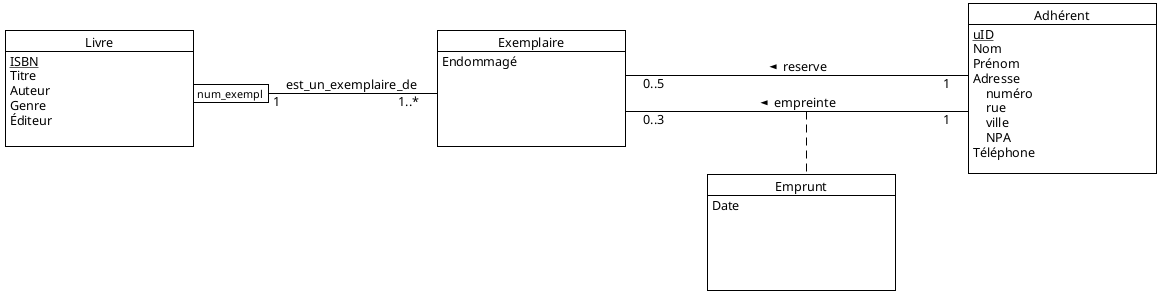 Livre
ISBN
Titre
Auteur
Genre
Éditeur
num_exempl
1
est_un_exemplaire_de
1..*
Exemplaire
Endommagé
reserve
0..5
1
empreinte
0..3
1
Emprunt
Date
Adhérent
uID
Nom
Prénom
Adresse
numéro
rue
ville
NPA
Téléphone